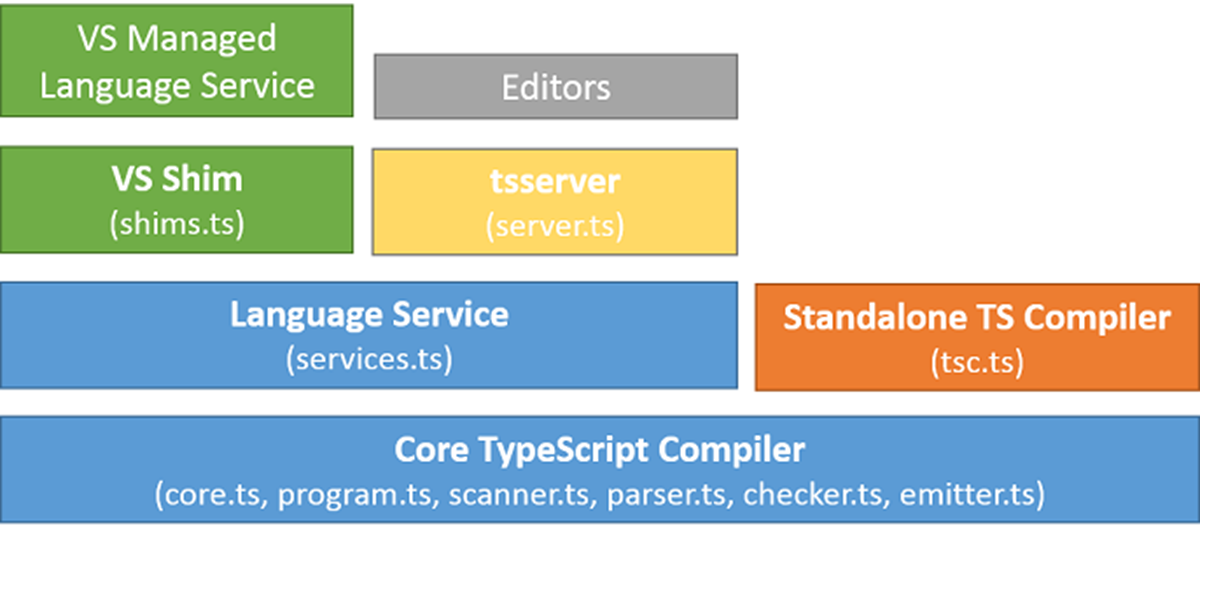 VS Managed
Language Service
Editors
VS Shim
(shims.ts)
tsserver
(server.ts)
Language Service
(services.ts)
Standalone TS Compiler
(tsc.ts)
Core TypeScript Compiler
(core.ts, program.ts, scanner.ts, parser.ts, checker.ts, emitter.ts)